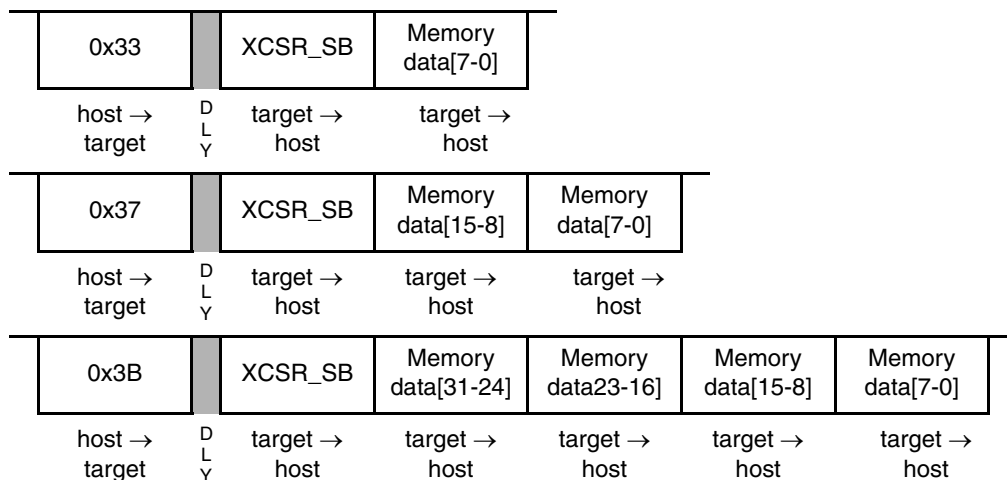 0x33 XCSR_SB Memory data[7-0]
host → target D L Y target → host target → host
0x37 XCSR_SB Memory data[15-8] Memory data[7-0]
host → target D L Y target → host target → host target → host
0x3B XCSR_SB Memory data[31-24] Memory data23-16] Memory data[15-8] Memory data[7-0]
host → target D L Y target → host target → host target → host target → host target → host